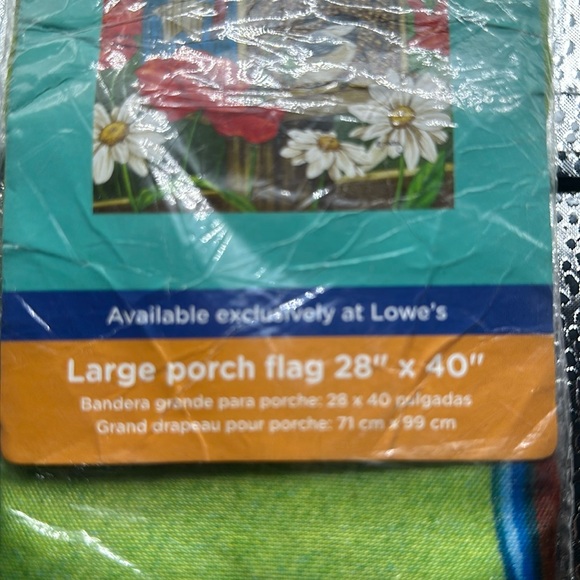 Available exclusively at Lowe's
Large porch flag 28" x 40"
Bandera grande para porche: 28 x 40 pulgadas
Grand drapeau pour porche: 71 cm x 99 cm